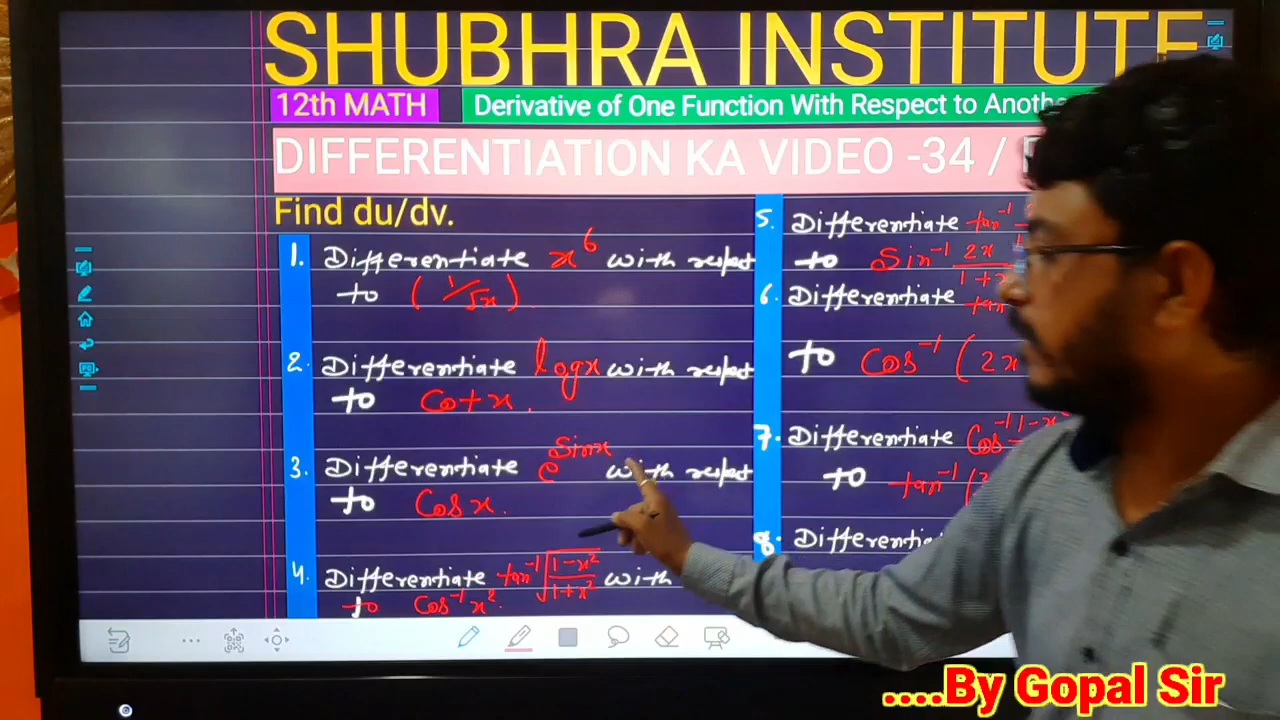 SHUBHRA INSTITUTE
12th MATH
Derivative of One Function With Respect to
DIFFERENTIATION KA VIDEO -34 /
Find du/dv.
1. Differentiate x⁶ with respect
to (1/√x)
2. Differentiate logx with respect
to Cotx.
3. Differentiate e^Sinx with respect
to Cosx.
4. Differentiate tan⁻¹√(1-x²/1+x²) with
to Cos⁻¹x².
5. Differentiate tan⁻¹
to Sin⁻¹ 2x/1+x
6. Differentiate
to Cos⁻¹ (2x
7. Differentiate Cos⁻¹ 1-x²
to tan⁻¹
8. Differentia
....By Gopal Sir